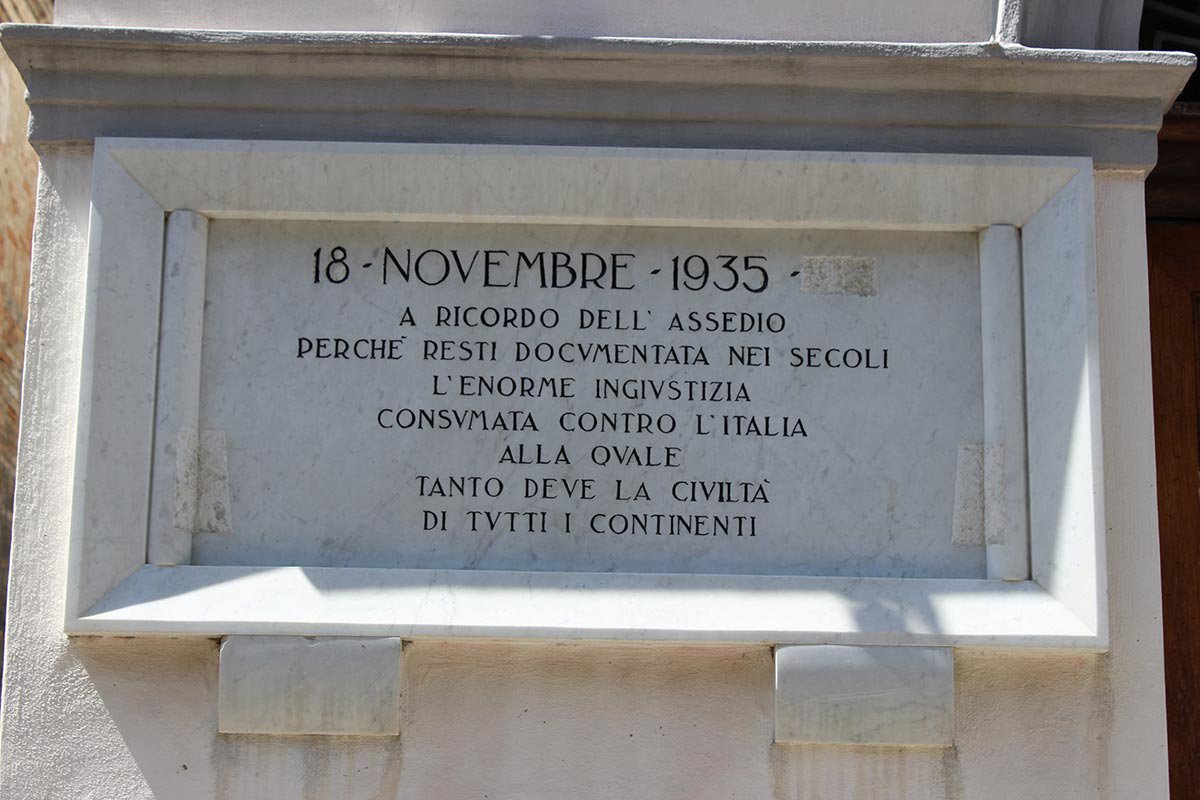 18 - NOVEMBRE - 1935 -
A RICORDO DELL' ASSEDIO
PERCHÈ RESTI DOCVMENTATA NEI SECOLI
L'ENORME INGIVSTIZIA
CONSVMATA CONTRO L'ITALIA
ALLA QVALE
TANTO DEVE LA CIVILTÀ
DI TVTTI I CONTINENTI